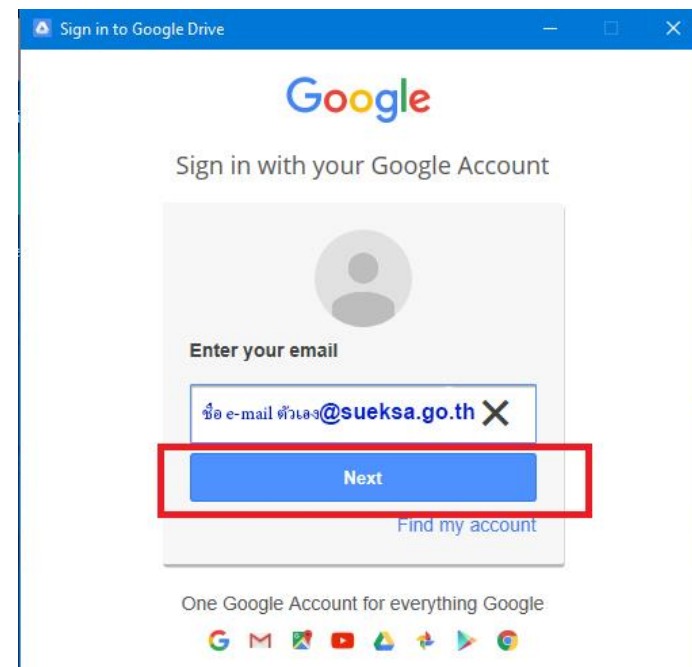 Sign in to Google Drive
Google
Sign in with your Google Account
Enter your email
ชื่อ e-mail ตัวเอง@sueksa.go.th
Next
Find my account
One Google Account for everything Google